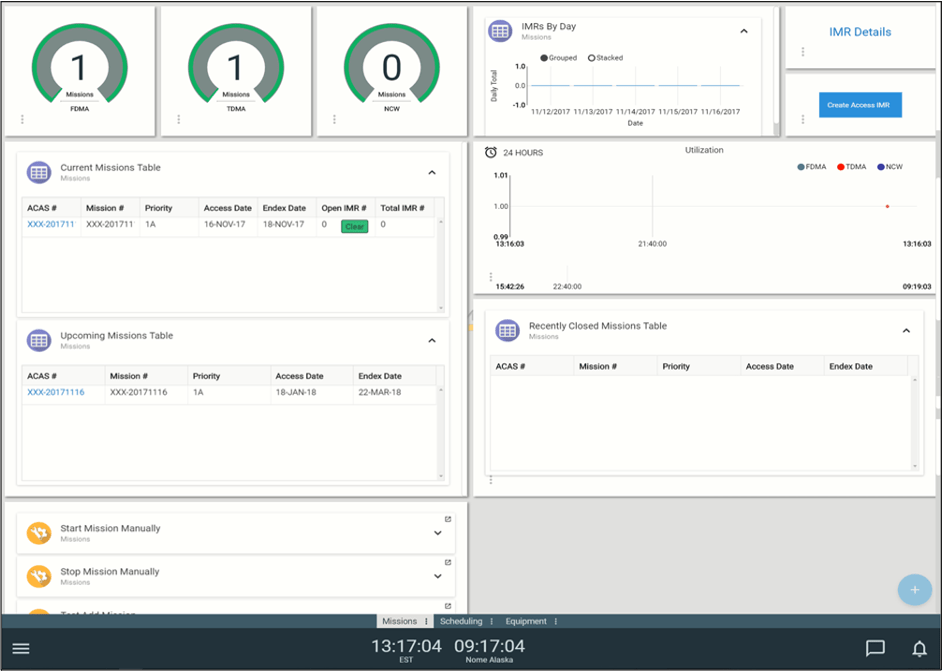 1
Missions
FDMA
1
Missions
TDMA
0
Missions
NCW
IMRs By Day
Missions
Grouped Stacked
Daily Total
1.0
0.0
-1.0
11/12/2017 11/13/2017 11/14/2017 11/15/2017 11/16/2017
Date
IMR Details
Create Access IMR
Current Missions Table
Missions
ACAS # Mission # Priority Access Date Endex Date Open IMR # Total IMR #
XXX-201711 XXX-201711 1A 16-NOV-17 18-NOV-17 0 Clear 0
24 HOURS
Utilization
FDMA TDMA NCW
1.01
1.00
0.99
13:16:03 21:40:00 13:16:03
15:42:26 22:40:00 09:19:03
Upcoming Missions Table
Missions
ACAS # Mission # Priority Access Date Endex Date
XXX-20171116 XXX-20171116 1A 18-JAN-18 22-MAR-18
Recently Closed Missions Table
Missions
ACAS # Mission # Priority Access Date Endex Date
Start Mission Manually
Missions
Stop Mission Manually
Missions
Test Add Mission
Missions Scheduling Equipment
13:17:04 09:17:04
EST Nome Alaska